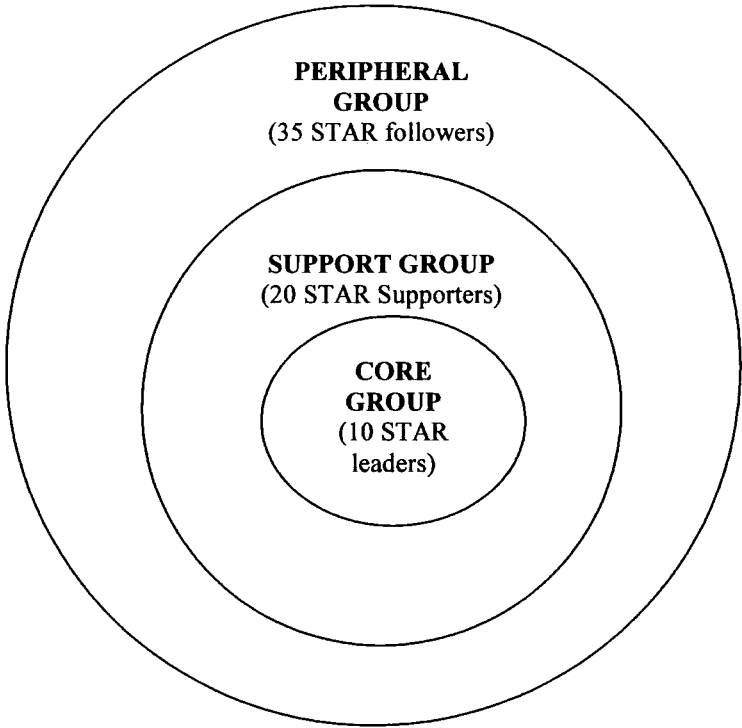 PERIPHERAL
GROUP
(35 STAR followers)
SUPPORT GROUP
(20 STAR Supporters)
CORE
GROUP
(10 STAR
leaders)